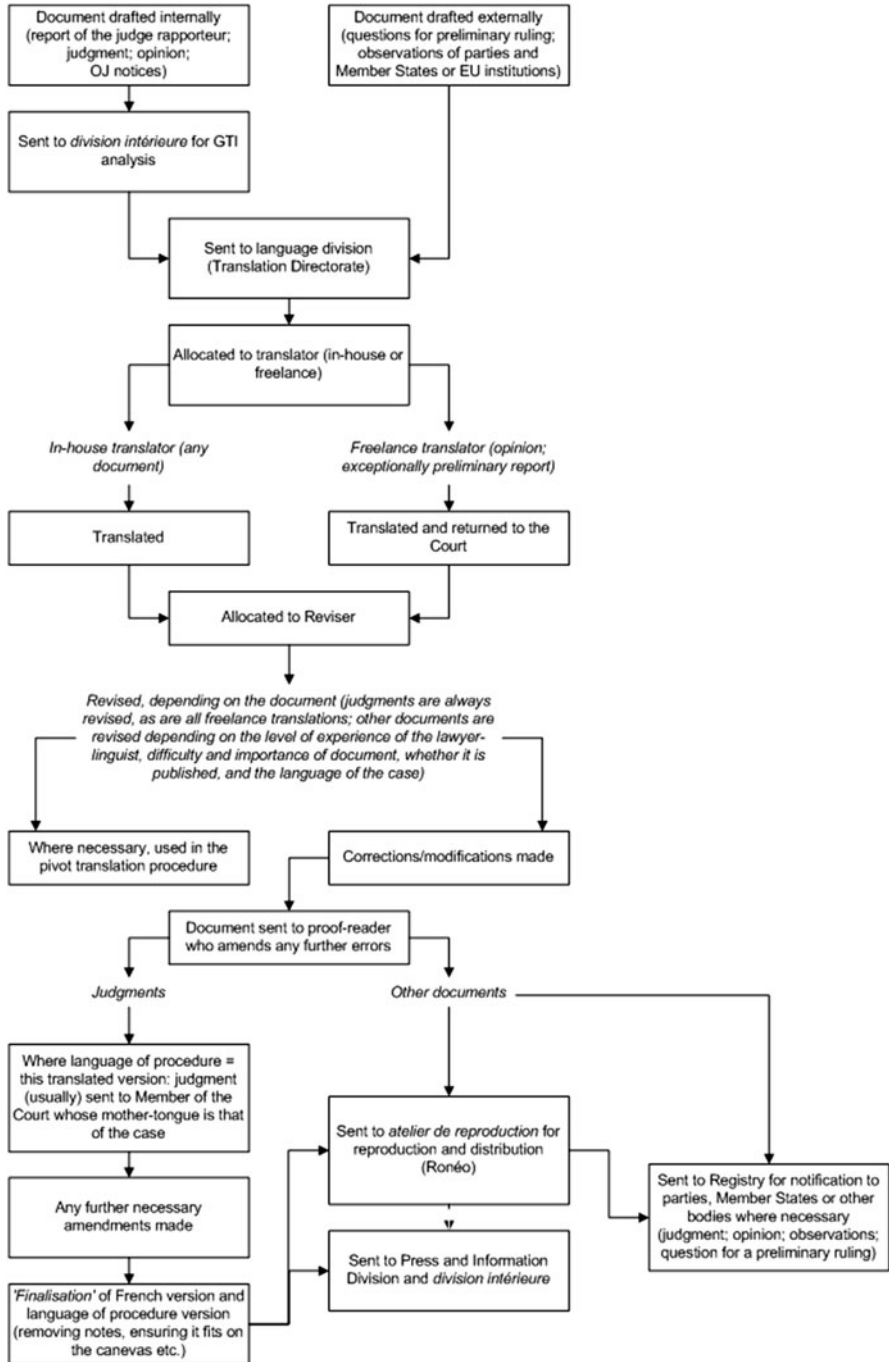 Document drafted internally
(report of the judge rapporteur;
judgment; opinion;
OJ notices)
Document drafted externally
(questions for preliminary ruling;
observations of parties and
Member States or EU institutions)
Sent to division intérieure for GTI
analysis
Sent to language division
(Translation Directorate)
Allocated to translator (in-house or
freelance)
In-house translator (any
document)
Freelance translator (opinion;
exceptionally preliminary report)
Translated
Translated and returned to the
Court
Allocated to Reviser
Revised, depending on the document (judgments are always
revised, as are all freelance translations; other documents are
revised depending on the level of experience of the lawyer-
linguist, difficulty and importance of document, whether it is
published, and the language of the case)
Where necessary, used in the
pivot translation procedure
Corrections/modifications made
Document sent to proof-reader
who amends any further errors
Judgments
Other documents
Where language of procedure =
this translated version: judgment
(usually) sent to Member of the
Court whose mother-tongue is that
of the case
Sent to atelier de reproduction for
reproduction and distribution
(Ronéo)
Sent to Registry for notification to
parties, Member States or other
bodies where necessary
(judgment; opinion; observations;
question for a preliminary ruling)
Any further necessary
amendments made
Sent to Press and Information
Division and division intérieure
'Finalisation' of French version and
language of procedure version
(removing notes, ensuring it fits on
the canevas etc.)